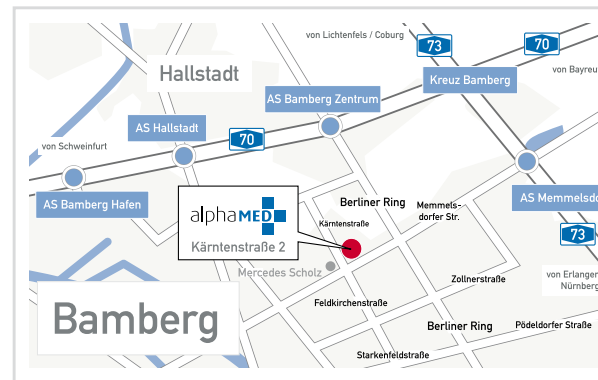 von Lichtenfels / Coburg
73
70
Hallstadt
Kreuz Bamberg
von Bayreu
AS Bamberg Zentrum
AS Hallstadt
70
von Schweinfurt
AS Bamberg Hafen
AS Memmelsdo
alphaMED
Kärntenstraße 2
Berliner Ring
Kärntenstraße
Memmels-
dorfer Str.
73
Mercedes Scholz
von Erlangen
Nürnberg
Zollnerstraße
Feldkirchenstraße
Bamberg
Berliner Ring
Pödeldorfer Straße
Starkenfeldstraße